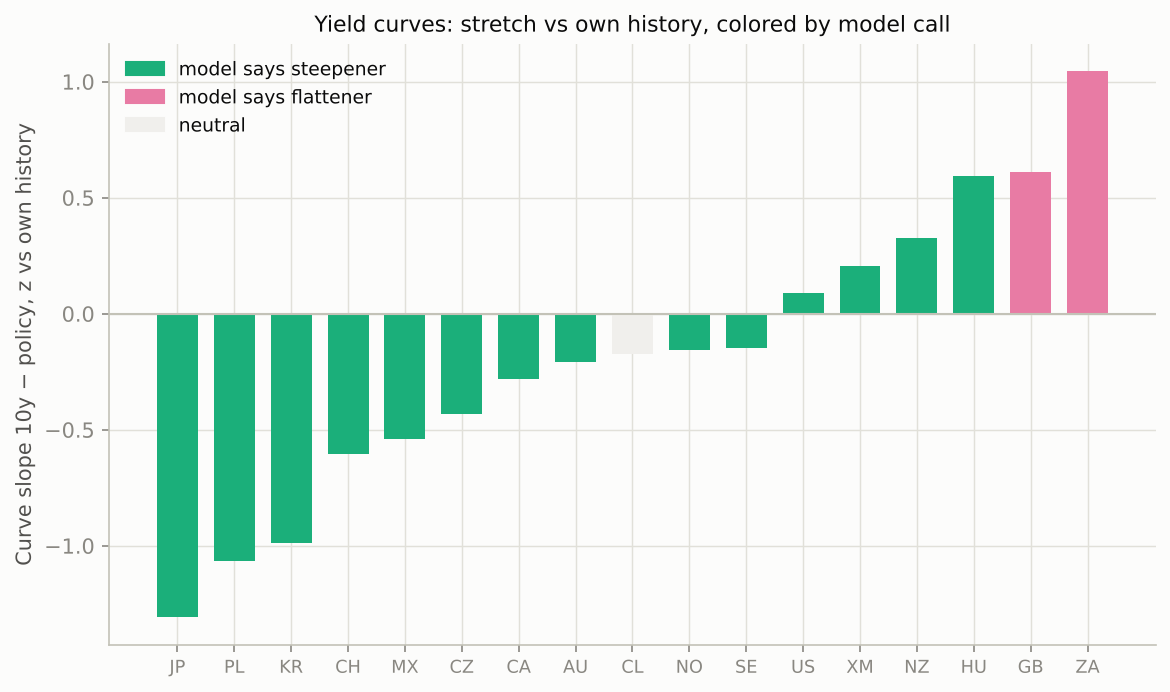 Yield curves: stretch vs own history, colored by model call
model says steepener
model says flattener
neutral
Curve slope 10y − policy, z vs own history
1.0
0.5
0.0
−0.5
−1.0
JP PL KR CH MX CZ CA AU CL NO SE US XM NZ HU GB ZA